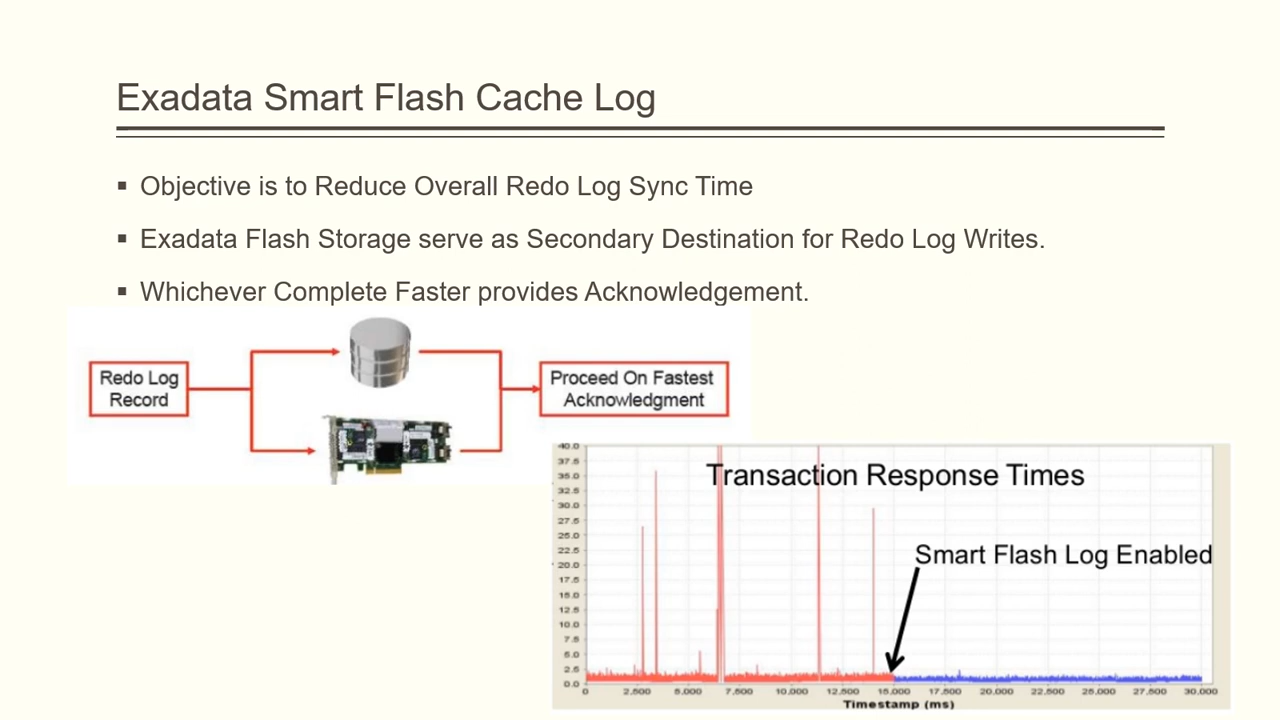 Exadata Smart Flash Cache Log
Objective is to Reduce Overall Redo Log Sync Time
Exadata Flash Storage serve as Secondary Destination for Redo Log Writes.
Whichever Complete Faster provides Acknowledgement.
Redo Log
Record
Proceed On Fastest
Acknowledgment
Transaction Response Times
Smart Flash Log Enabled
40.0
37.5
35.0
32.5
30.0
27.5
25.0
22.5
20.0
17.5
15.0
12.5
10.0
7.5
5.0
2.5
0.0
0 2,500 5,000 7,500 10,000 12,500 15,000 17,500 20,000 22,500 25,000 27,500 30,000
Timestamp (ms)